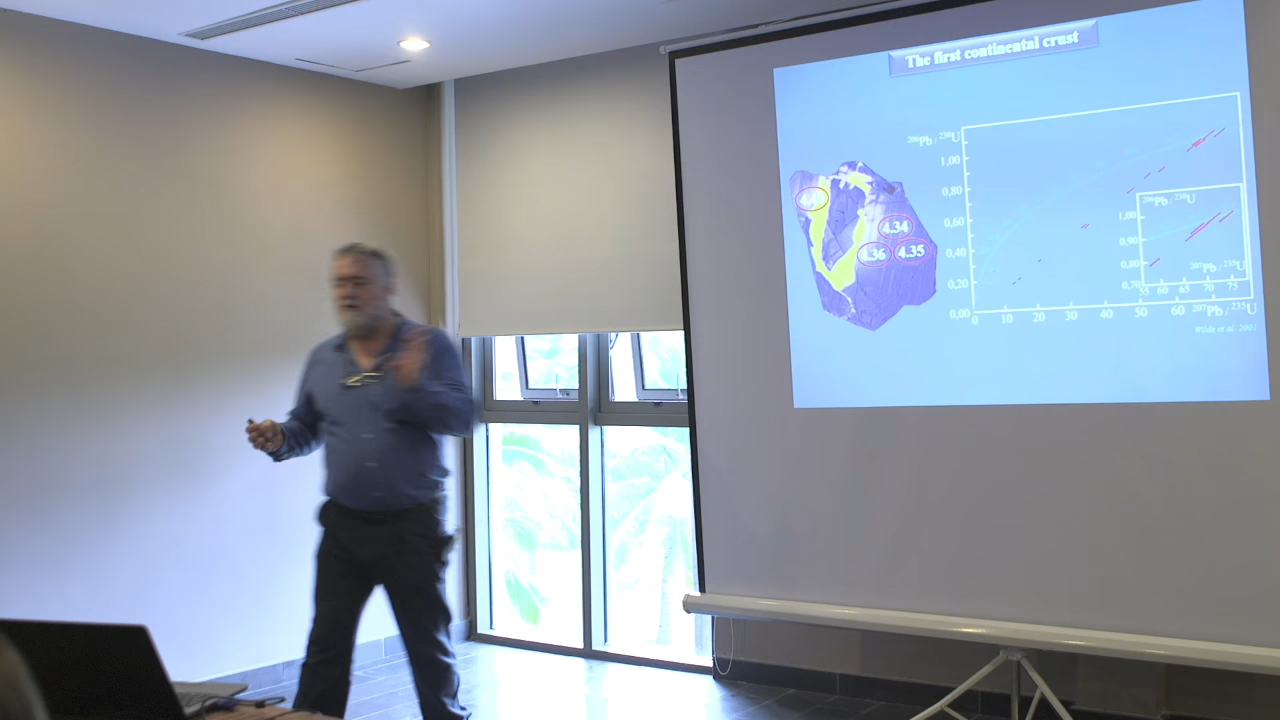 The first continental crust
²⁰⁶Pb / ²³⁸U
1,00
0,80
0,60
0,40
0,20
0,00
0 10 20 30 40 50 60 ²⁰⁷Pb / ²³⁵U
4.34
4.36 4.35
²⁰⁶Pb / ²³⁸U
1,00
0,90
0,80
0,70
55 60 65 70 75
²⁰⁷Pb / ²³⁵U
Wilde et al. 2001